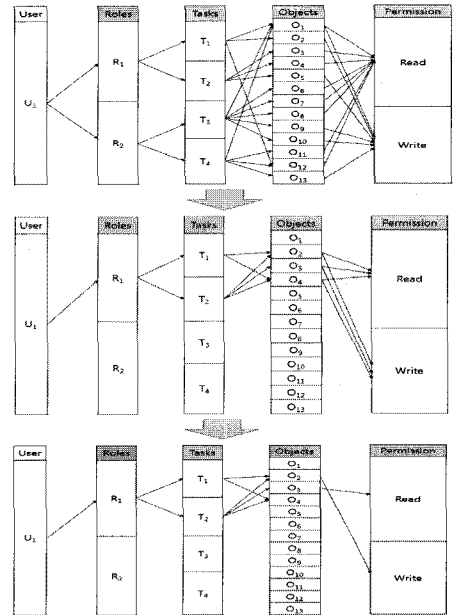 User Roles Tasks Objects Permission
U₁
R₁
R₂
T₁
T₂
T₃
T₄
O₁
O₂
O₃
O₄
O₅
O₆
O₇
O₈
O₉
O₁₀
O₁₁
O₁₂
O₁₃
Read
Write
User Roles Tasks Objects Permission
U₁
R₁
R₂
T₁
T₂
T₃
T₄
O₁
O₂
O₃
O₄
O₅
O₆
O₇
O₈
O₉
O₁₀
O₁₁
O₁₂
O₁₃
Read
Write
User Roles Tasks Objects Permission
U₁
R₁
R₂
T₁
T₂
T₃
T₄
O₁
O₂
O₃
O₄
O₅
O₆
O₇
O₈
O₉
O₁₀
O₁₁
O₁₂
O₁₃
Read
Write